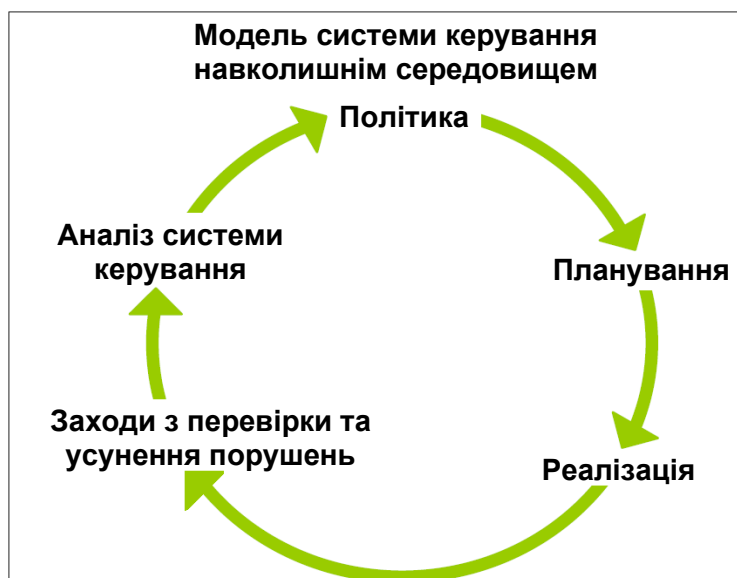 Модель системи керування
навколишнім середовищем
Політика
Планування
Реалізація
Заходи з перевірки та
усунення порушень
Аналіз системи
керування